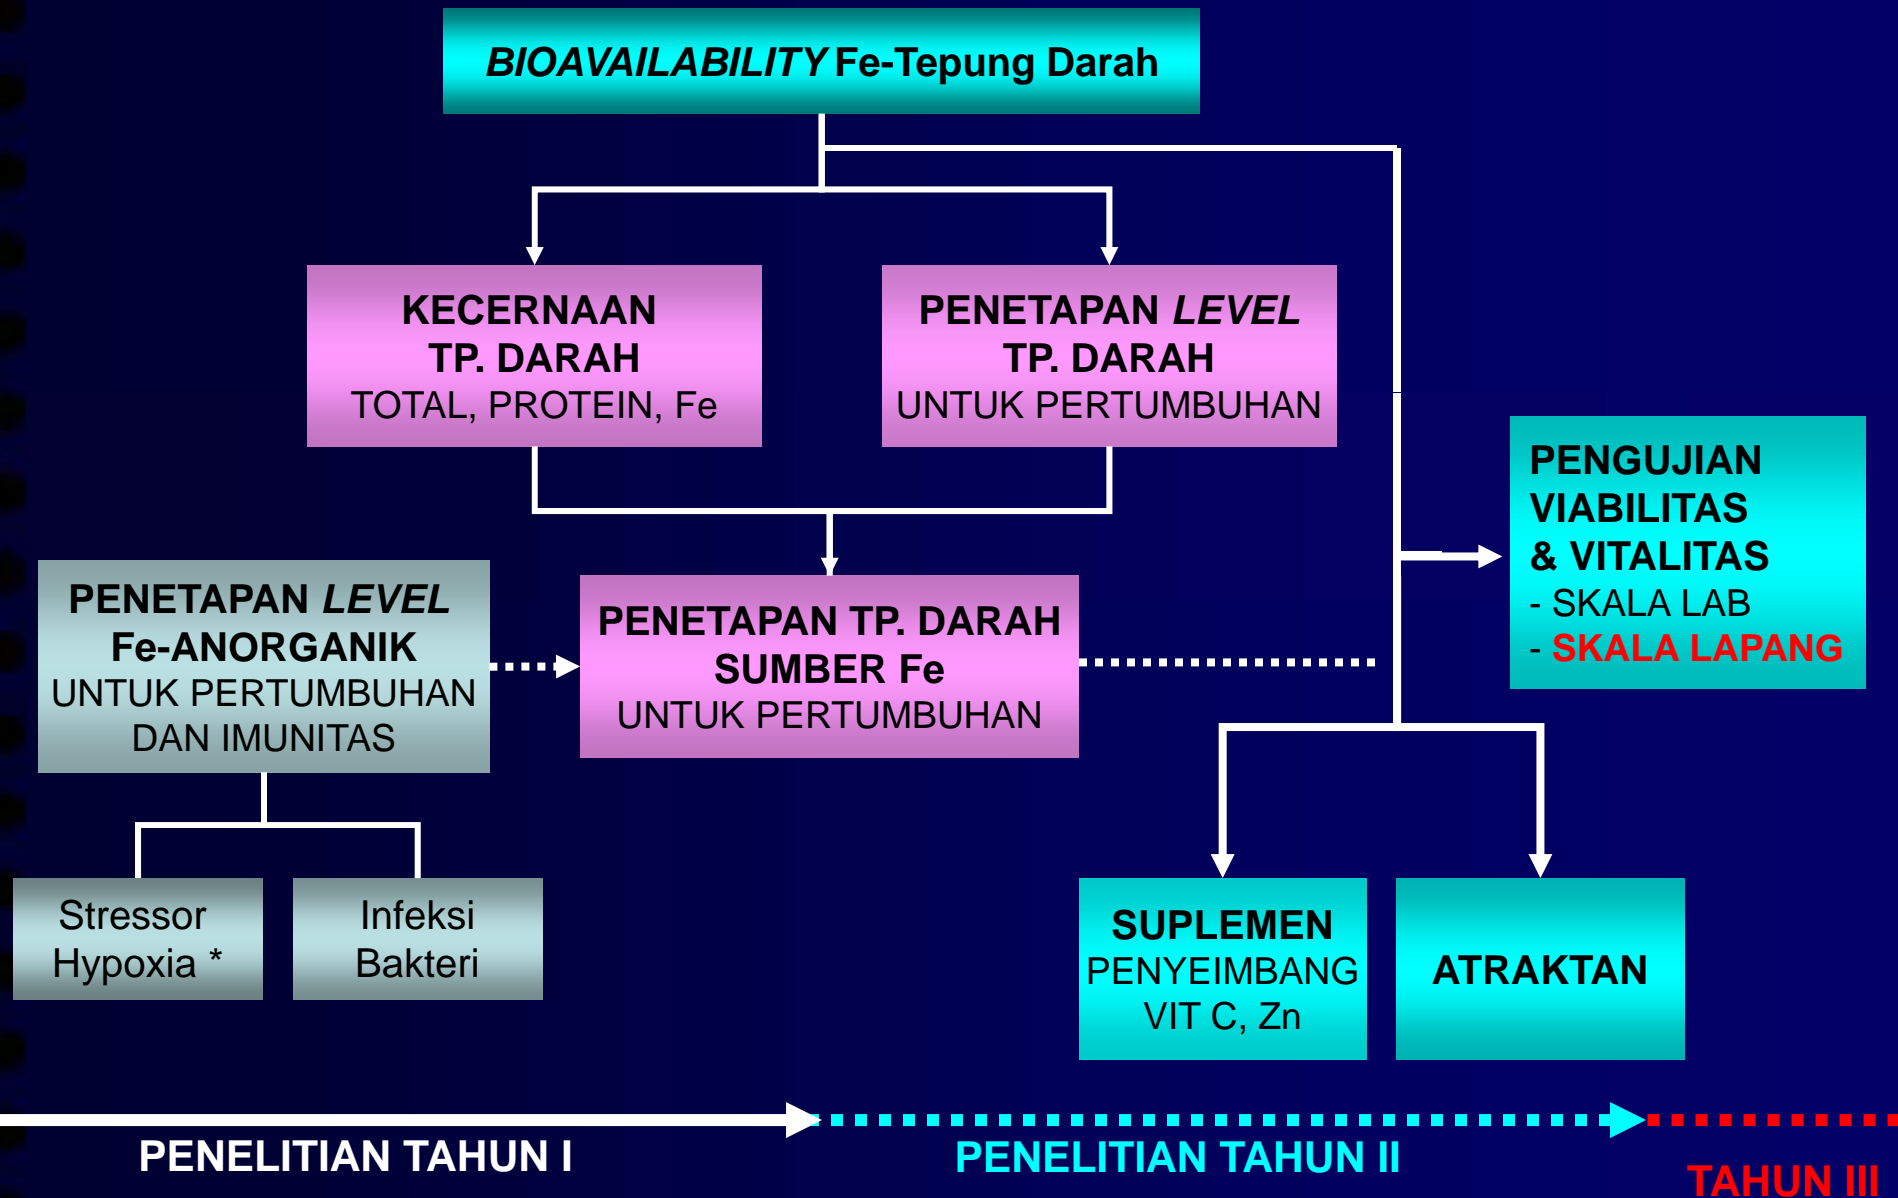 BIOAVAILABILITY Fe-Tepung Darah
KECERNAAN
TP. DARAH
TOTAL, PROTEIN, Fe
PENETAPAN LEVEL
TP. DARAH
UNTUK PERTUMBUHAN
PENGUJIAN
VIABILITAS
& VITALITAS
- SKALA LAB
- SKALA LAPANG
PENETAPAN LEVEL
Fe-ANORGANIK
UNTUK PERTUMBUHAN
DAN IMUNITAS
PENETAPAN TP. DARAH
SUMBER Fe
UNTUK PERTUMBUHAN
Stressor
Hypoxia *
Infeksi
Bakteri
SUPLEMEN
PENYEIMBANG
VIT C, Zn
ATRAKTAN
PENELITIAN TAHUN I
PENELITIAN TAHUN II
TAHUN III